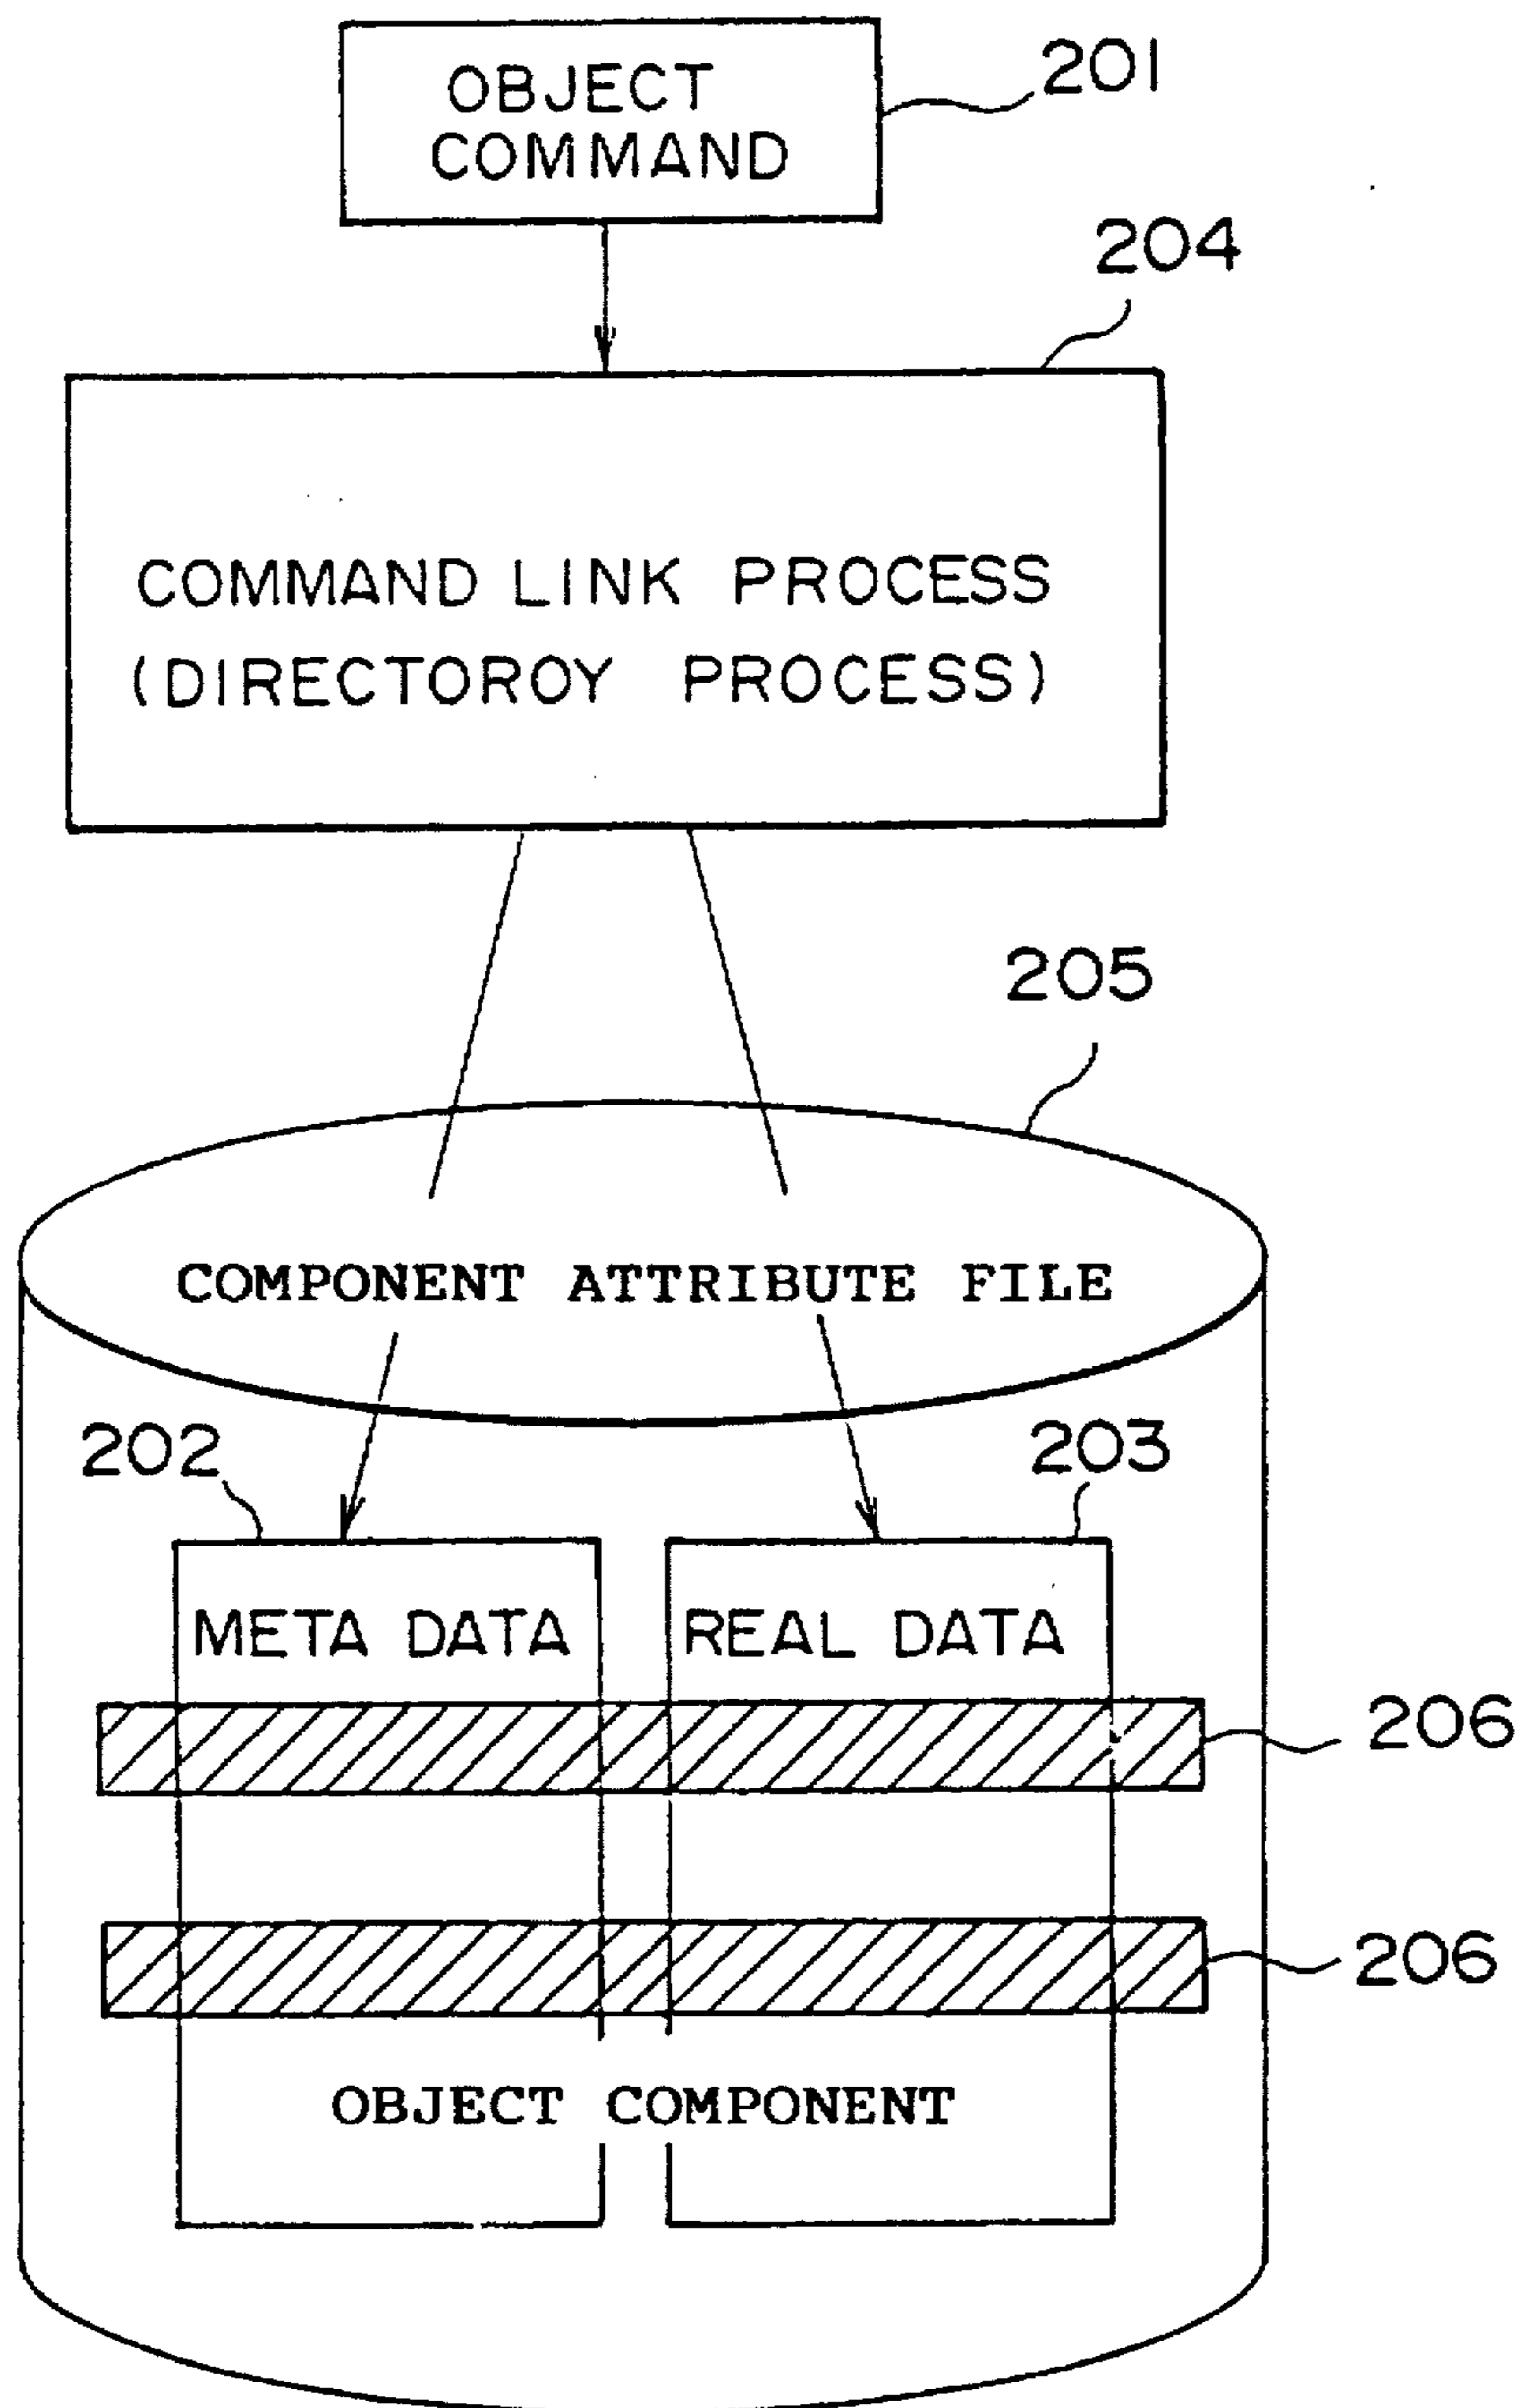 OBJECT
COMMAND
201
204
COMMAND LINK PROCESS
(DIRECTOROY PROCESS)
205
COMPONENT ATTRIBUTE FILE
202
203
META DATA
REAL DATA
206
206
OBJECT COMPONENT